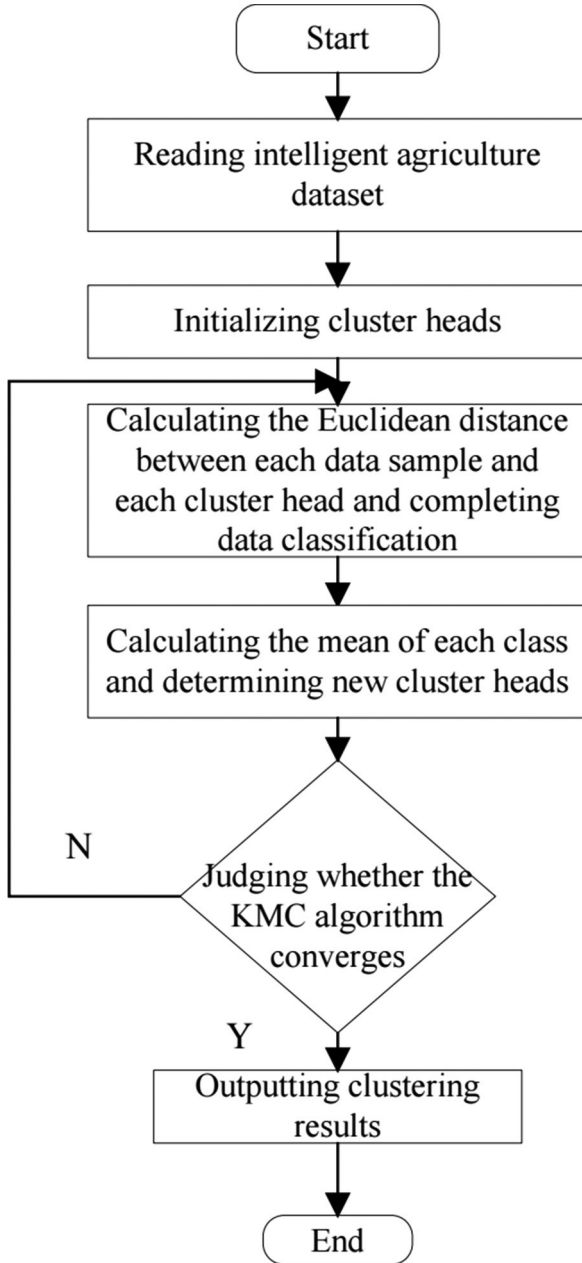 Start
Reading intelligent agriculture
dataset
Initializing cluster heads
Calculating the Euclidean distance
between each data sample and
each cluster head and completing
data classification
Calculating the mean of each class
and determining new cluster heads
N
Judging whether the
KMC algorithm
converges
Y
Outputting clustering
results
End